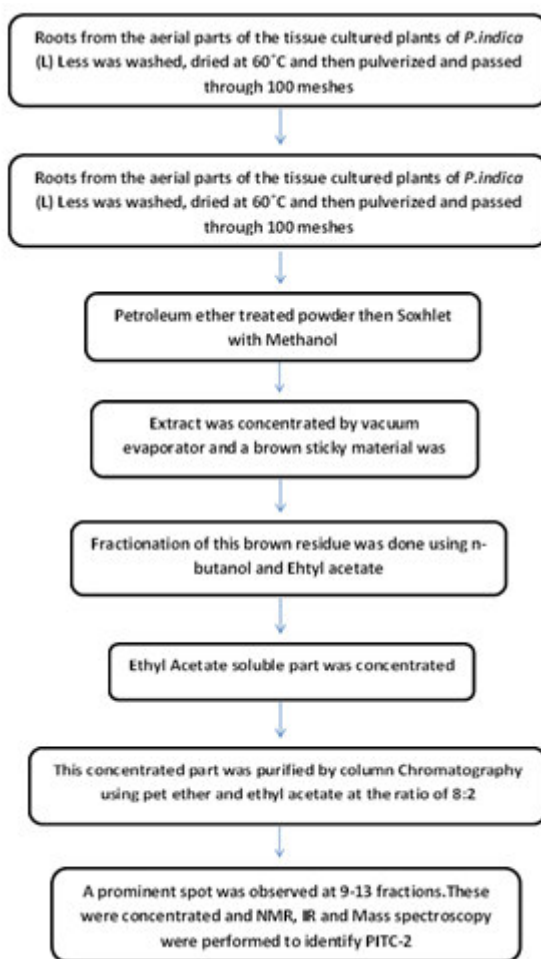 Roots from the aerial parts of the tissue cultured plants of P.indica
(L) Less was washed, dried at 60˚C and then pulverized and passed
through 100 meshes
Roots from the aerial parts of the tissue cultured plants of P.indica
(L) Less was washed, dried at 60˚C and then pulverized and passed
through 100 meshes
Petroleum ether treated powder then Soxhlet
with Methanol
Extract was concentrated by vacuum
evaporator and a brown sticky material was
Fractionation of this brown residue was done using n-
butanol and Ehtyl acetate
Ethyl Acetate soluble part was concentrated
This concentrated part was purified by column Chromatography
using pet ether and ethyl acetate at the ratio of 8:2
A prominent spot was observed at 9-13 fractions.These
were concentrated and NMR, IR and Mass spectroscopy
were performed to identify PITC-2